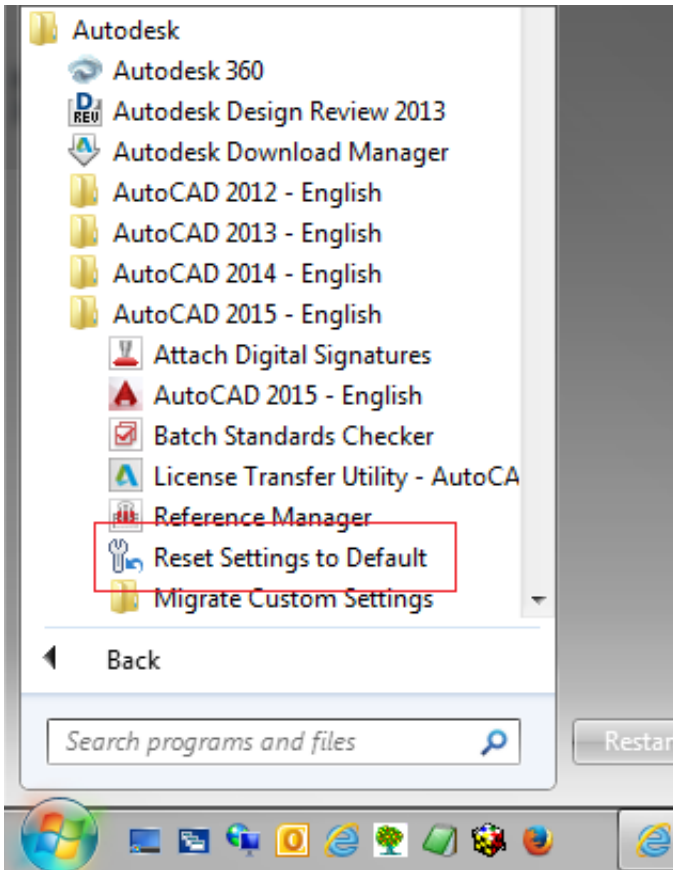 Autodesk
Autodesk 360
D
REV
Autodesk Design Review 2013
Autodesk Download Manager
AutoCAD 2012 - English
AutoCAD 2013 - English
AutoCAD 2014 - English
AutoCAD 2015 - English
Attach Digital Signatures
AutoCAD 2015 - English
Batch Standards Checker
License Transfer Utility - AutoCA
Reference Manager
Reset Settings to Default
Migrate Custom Settings
Back
Search programs and files
Restar